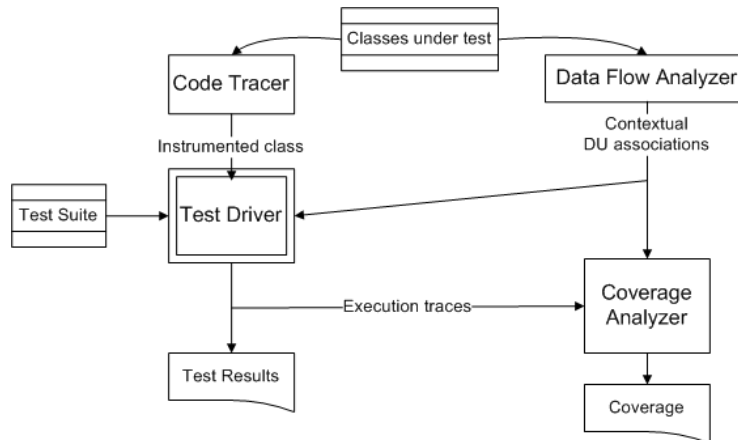 Classes under test
Code Tracer
Data Flow Analyzer
Instrumented class
Contextual
DU associations
Test Suite
Test Driver
Execution traces
Coverage
Analyzer
Test Results
Coverage